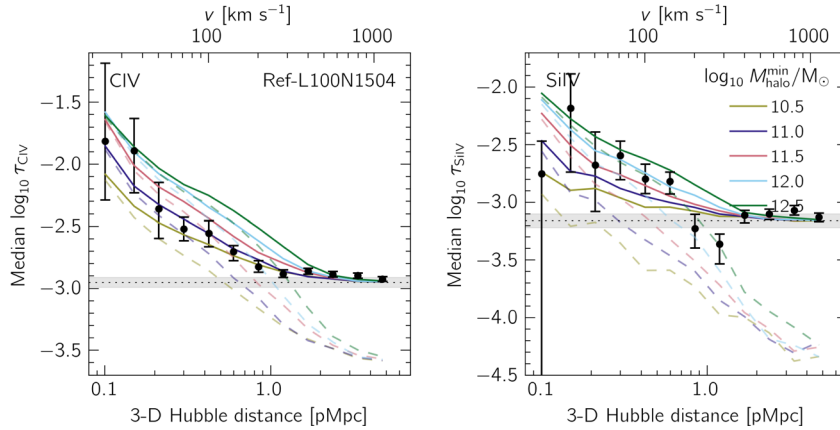 v [km s⁻¹]
100
1000
CIV
Ref-L100N1504
Median log₁₀ τ_CIV
−1.5
−2.0
−2.5
−3.0
−3.5
0.1
1.0
3-D Hubble distance [pMpc]
v [km s⁻¹]
100
1000
SiIV
log₁₀ M_halo^min/M_⊙
10.5
11.0
11.5
12.0
12.5
Median log₁₀ τ_SiIV
−2.0
−2.5
−3.0
−3.5
−4.0
−4.5
0.1
1.0
3-D Hubble distance [pMpc]